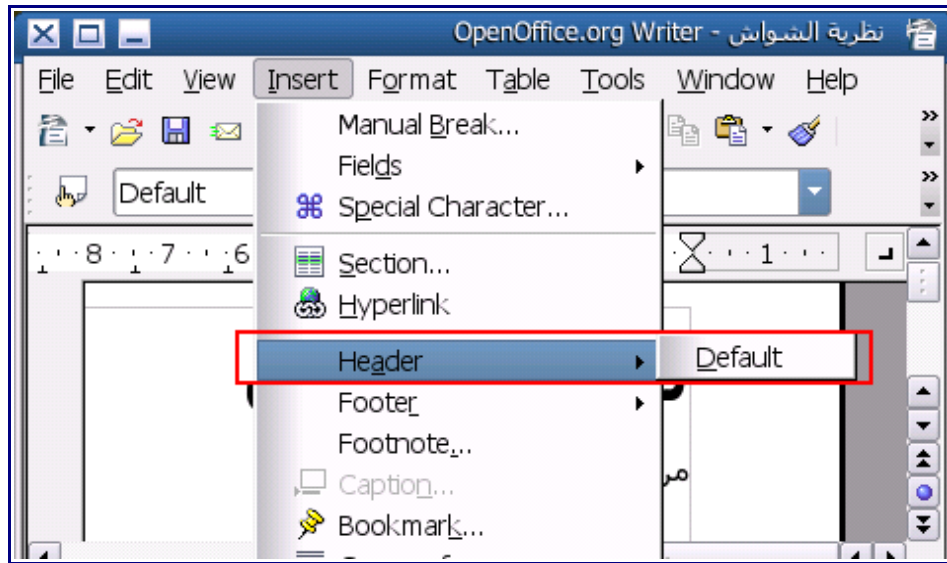 نظرية الشواش - OpenOffice.org Writer
File Edit View Insert Format Table Tools Window Help
Manual Break...
Fields
Default
Special Character...
8 7 6 1
Section...
Hyperlink
Header Default
Footer
Footnote...
مر
Caption...
Bookmark...